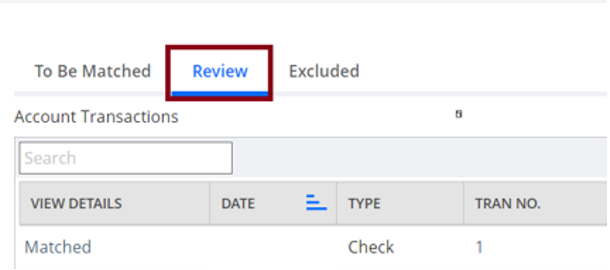 To Be Matched Review Excluded
Account Transactions
Search
VIEW DETAILS DATE TYPE TRAN NO.
Matched Check 1